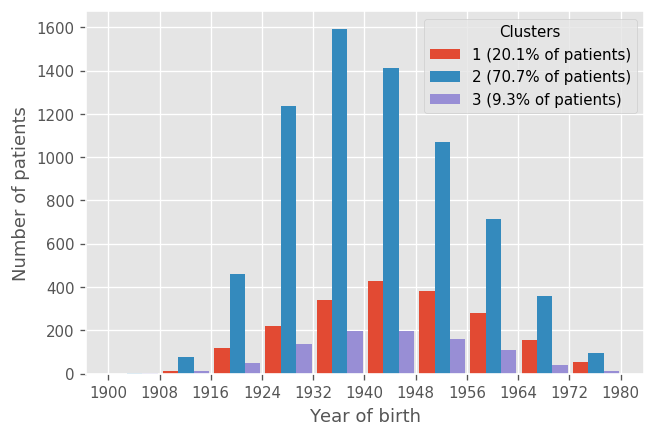 Clusters
1 (20.1% of patients)
2 (70.7% of patients)
3 (9.3% of patients)
Number of patients
1600
1400
1200
1000
800
600
400
200
0
1900 1908 1916 1924 1932 1940 1948 1956 1964 1972 1980
Year of birth